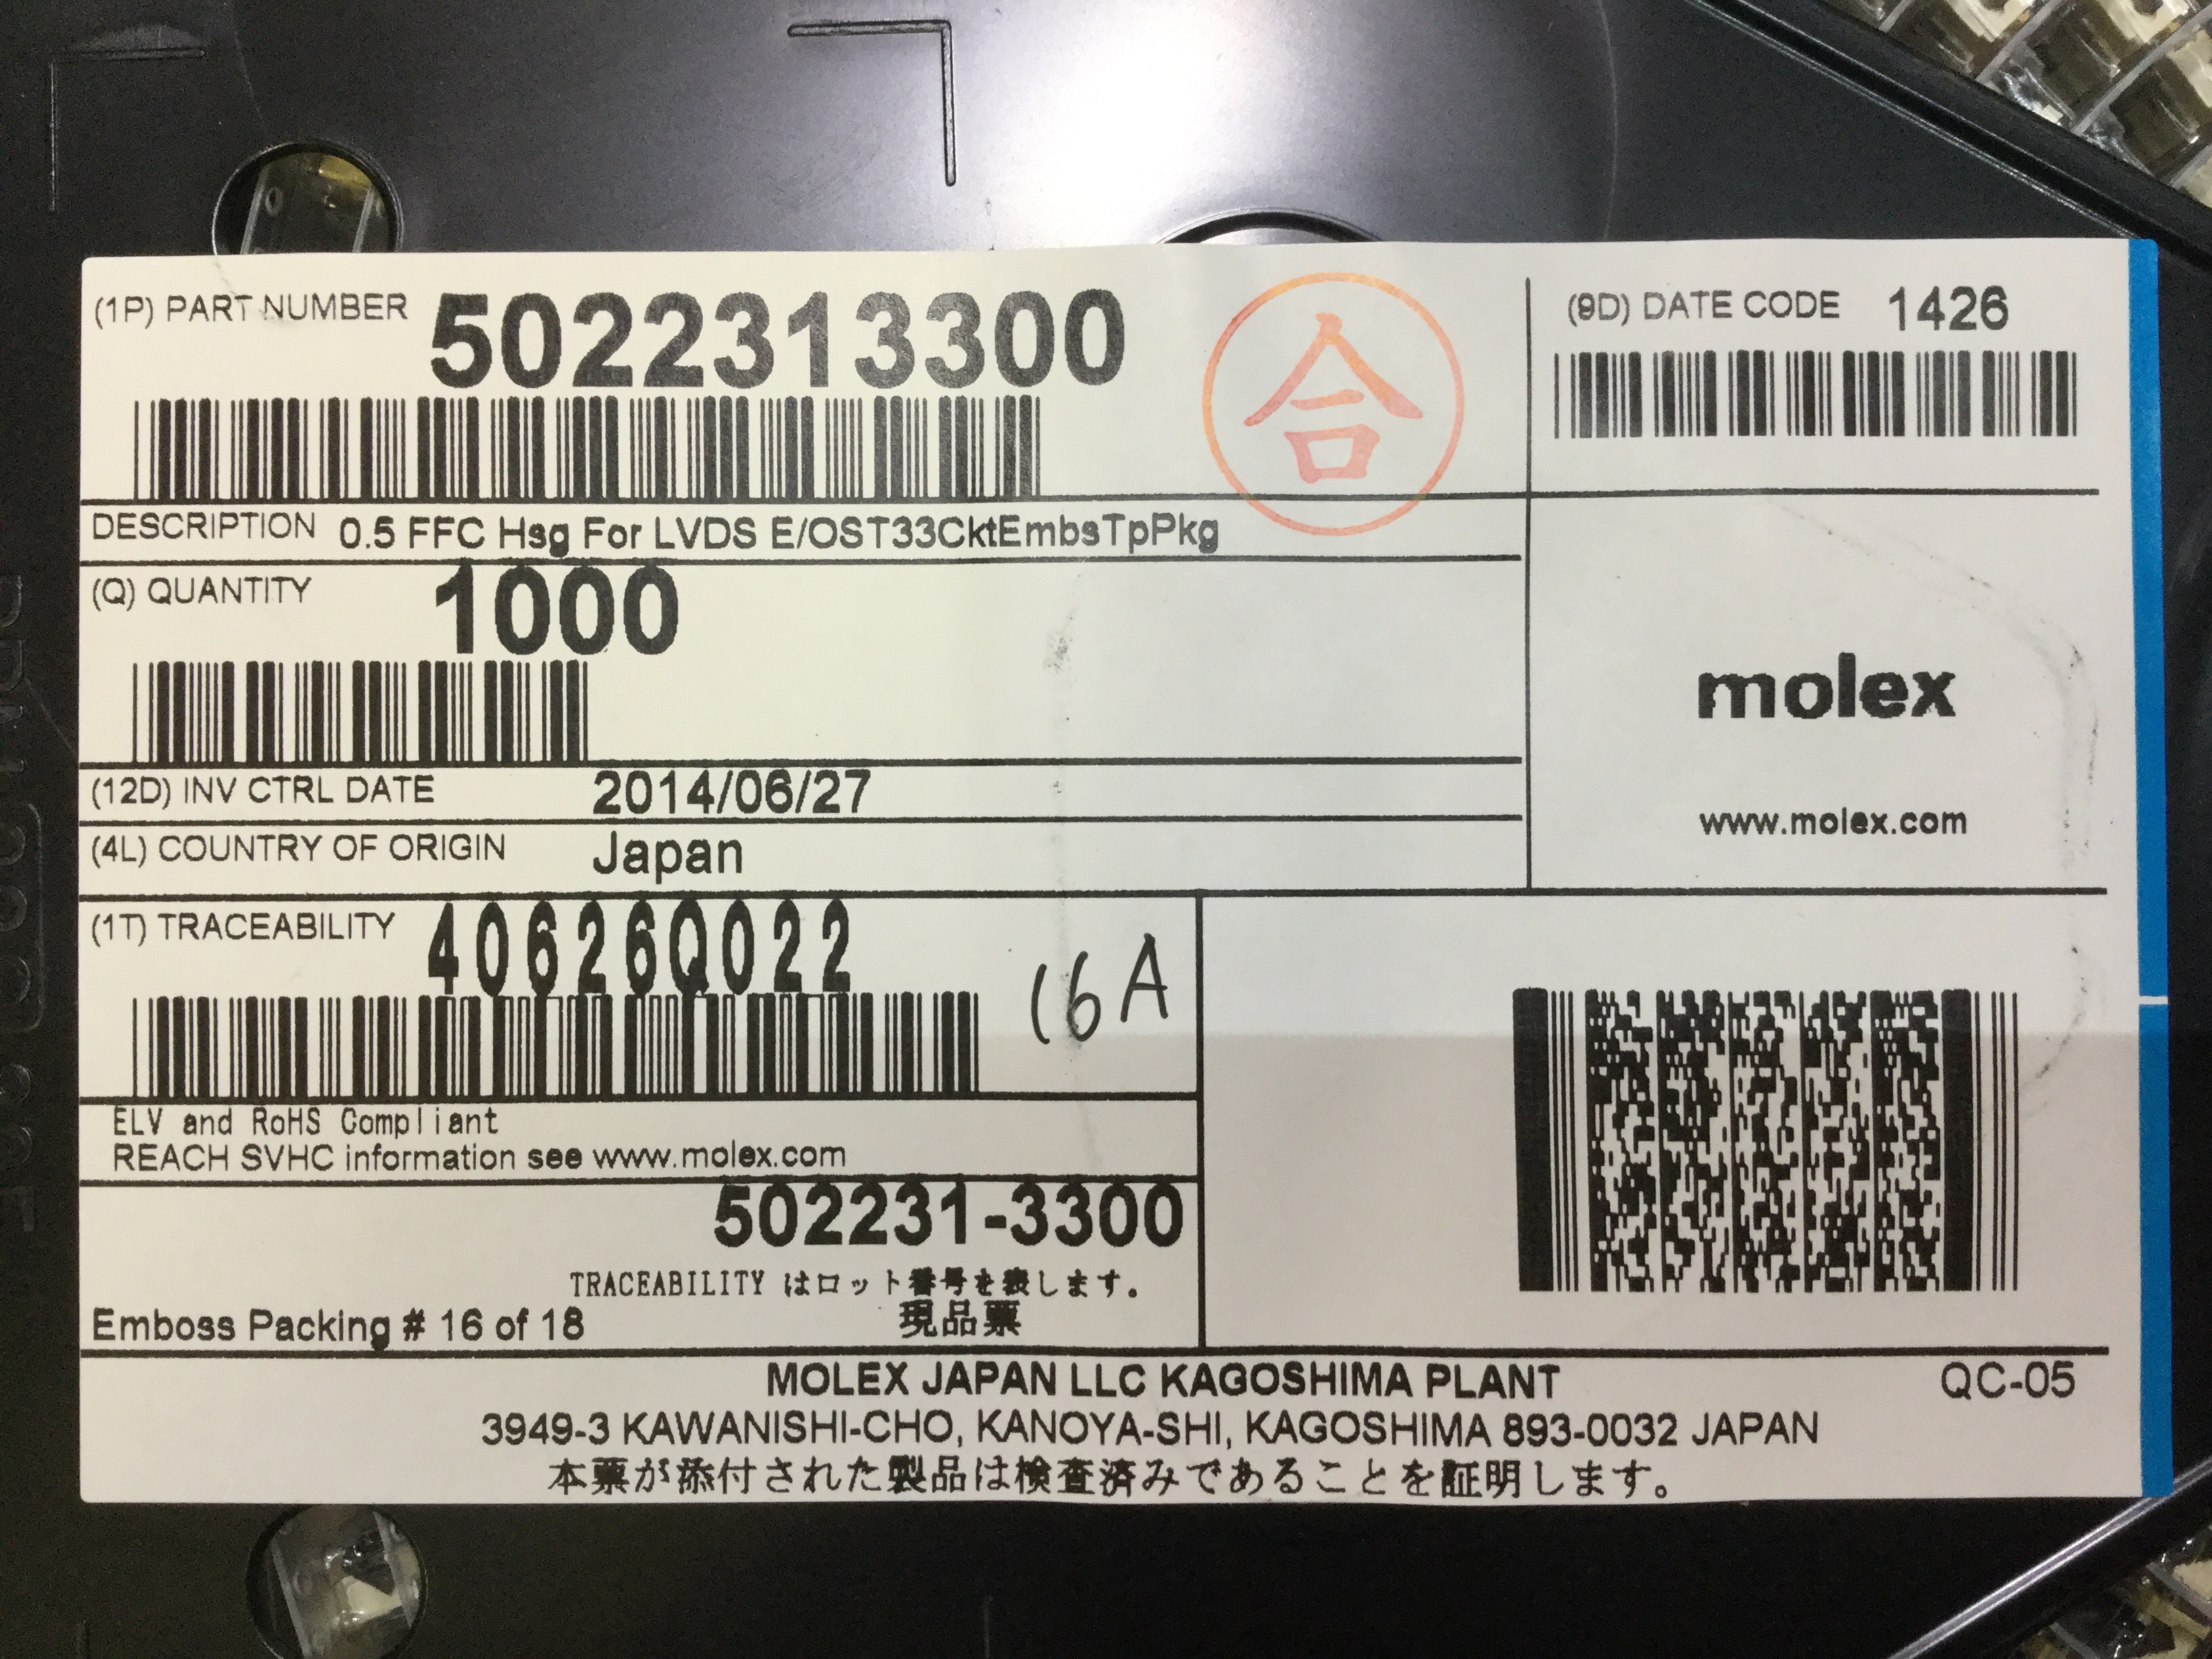 (1P) PART NUMBER 5022313300
合
(9D) DATE CODE 1426
DESCRIPTION 0.5 FFC Hsg For LVDS E/OST33CktEmbsTpPkg
(Q) QUANTITY 1000
molex
www.molex.com
(12D) INV CTRL DATE 2014/06/27
(4L) COUNTRY OF ORIGIN Japan
(1T) TRACEABILITY 40626Q022
16A
ELV and RoHS Compliant
REACH SVHC information see www.molex.com
502231-3300
TRACEABILITY はロット番号を表します。
Emboss Packing # 16 of 18 現品票
MOLEX JAPAN LLC KAGOSHIMA PLANT QC-05
3949-3 KAWANISHI-CHO, KANOYA-SHI, KAGOSHIMA 893-0032 JAPAN
本票が添付された製品は検査済みであることを証明します。